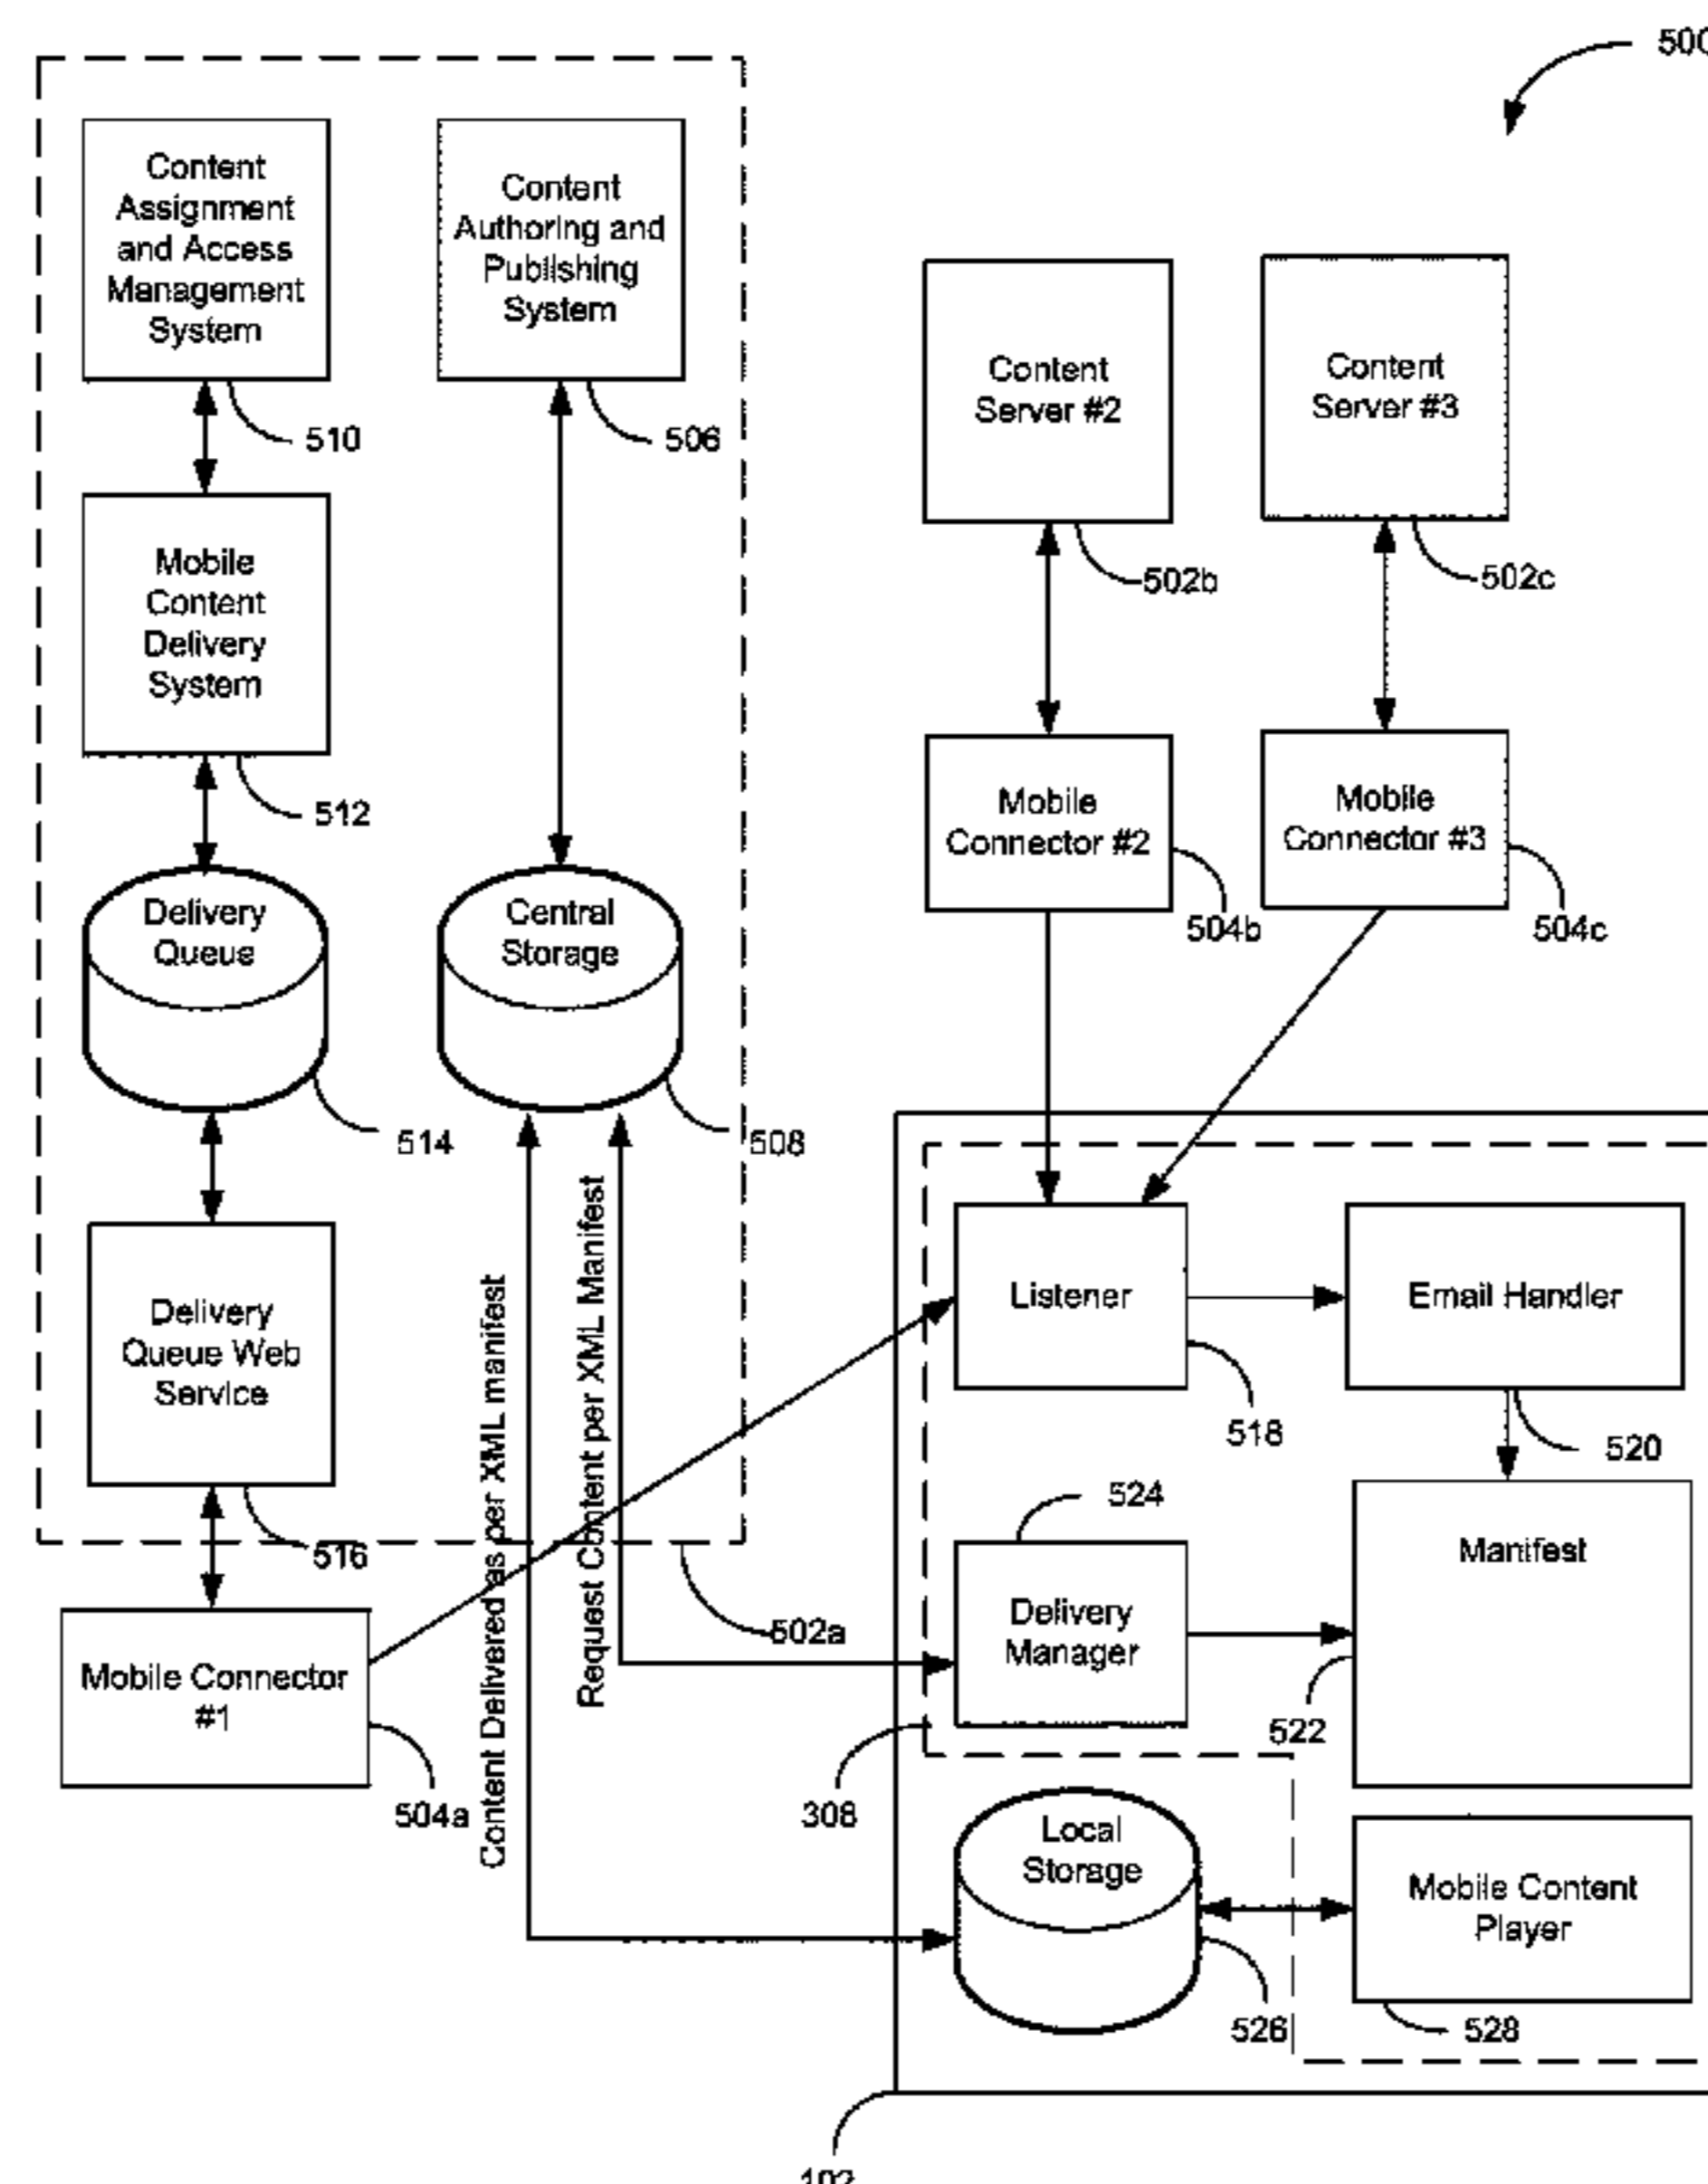 500
Content
Assignment
and Access
Management
System
510
Content
Authoring and
Publishing
System
506
Content
Server #2
502b
Content
Server #3
502c
Mobile
Content
Delivery
System
512
Mobile
Connector #2
504b
Mobile
Connector #3
504c
Delivery
Queue
514
Central
Storage
508
Delivery
Queue Web
Service
516
Content Delivered as per XML manifest
Request Content per XML Manifest
502a
Mobile Connector
#1
504a
Listener
518
Email Handler
520
524
Delivery
Manager
Manifest
522
308
Local
Storage
526
Mobile Content
Player
528
102